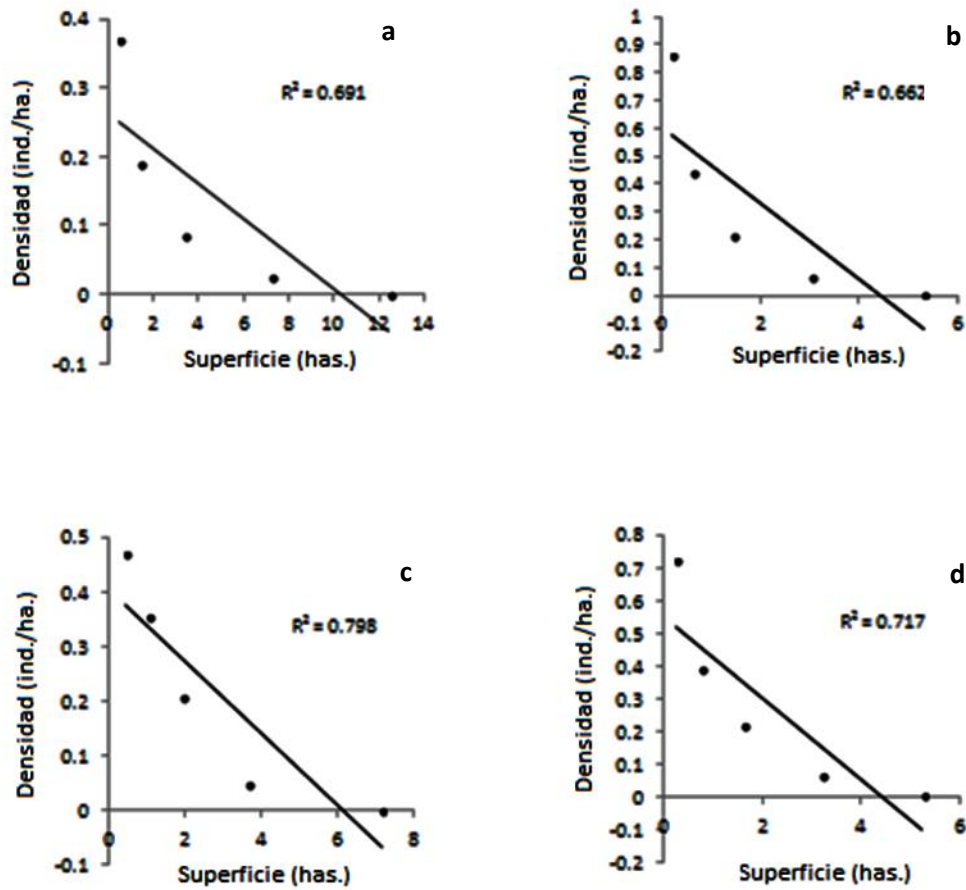 a
R² = 0.691
Densidad (ind./ha.)
0.4
0.3
0.2
0.1
0
-0.1
0 2 4 6 8 10 12 14
Superficie (has.)
b
R² = 0.662
Densidad (ind./ha.)
1
0.9
0.8
0.7
0.6
0.5
0.4
0.3
0.2
0.1
0
-0.1
-0.2
0 2 4 6
Superficie (has.)
c
R² = 0.798
Densidad (ind./ha.)
0.5
0.4
0.3
0.2
0.1
0
-0.1
0 2 4 6 8
Superficie (has.)
d
R² = 0.717
Densidad (ind./ha.)
0.8
0.7
0.6
0.5
0.4
0.3
0.2
0.1
0
-0.1
-0.2
0 2 4 6
Superficie (has.)